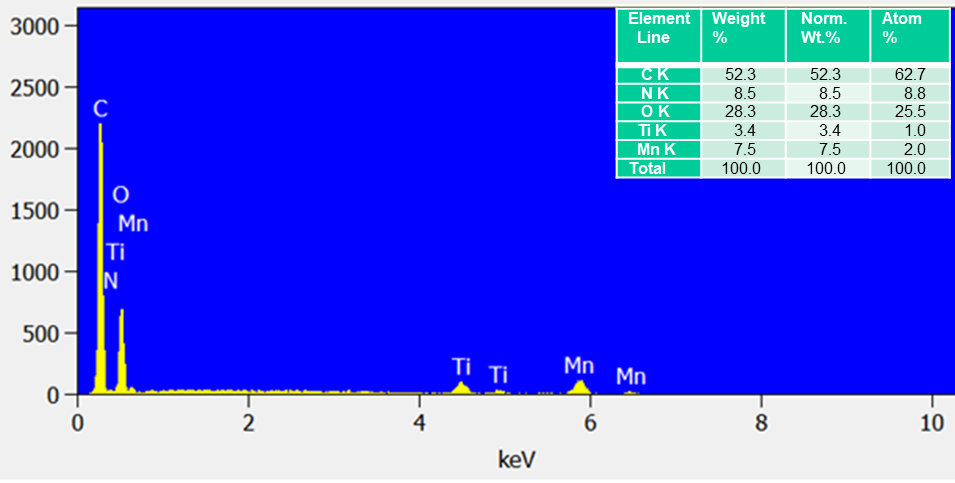 3000
2500
2000
1500
1000
500
0
C
O
Mn
Ti
N
Ti
Ti
Mn
Mn
0 2 4 6 8 10
keV
Element Line Weight % Norm. Wt.% Atom %
C K 52.3 52.3 62.7
N K 8.5 8.5 8.8
O K 28.3 28.3 25.5
Ti K 3.4 3.4 1.0
Mn K 7.5 7.5 2.0
Total 100.0 100.0 100.0